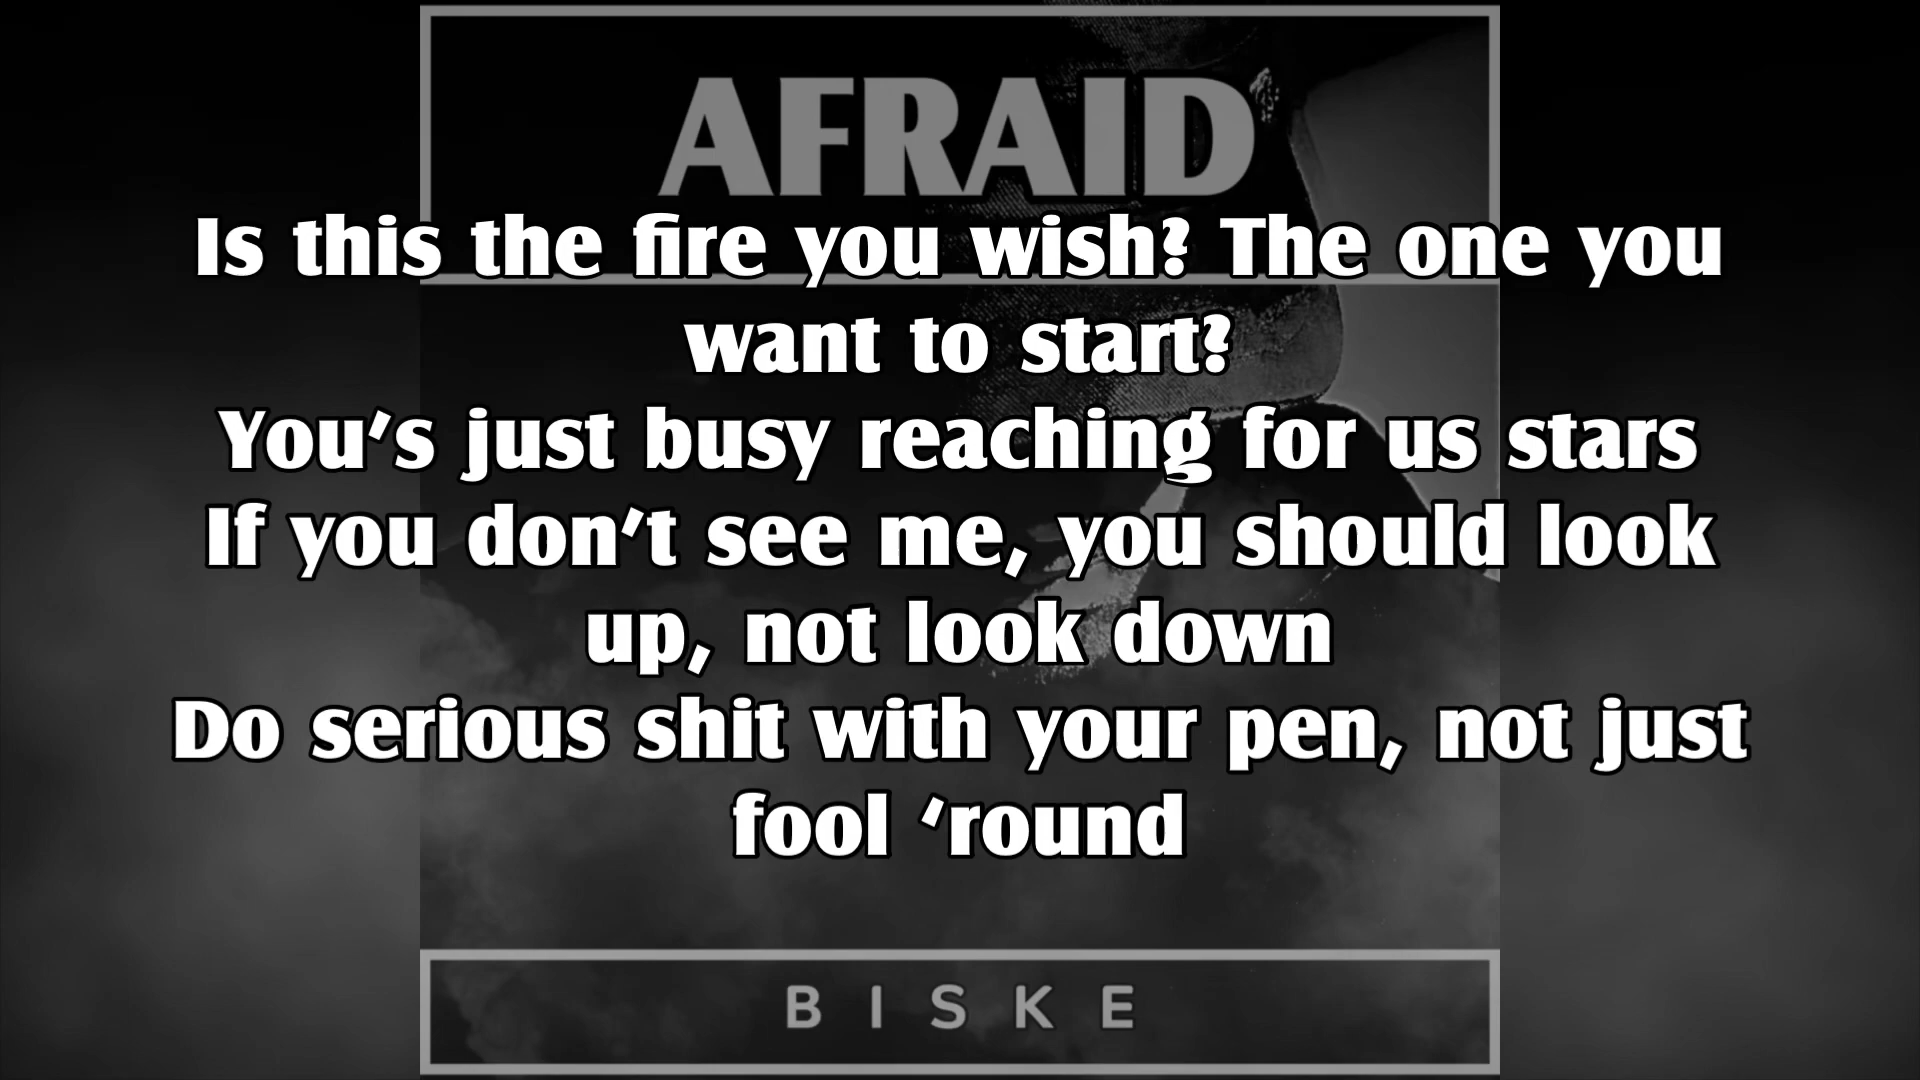 AFRAID
Is this the fire you wish? The one you
want to start?
You's just busy reaching for us stars
If you don't see me, you should look
up, not look down
Do serious shit with your pen, not just
fool 'round
BISKE